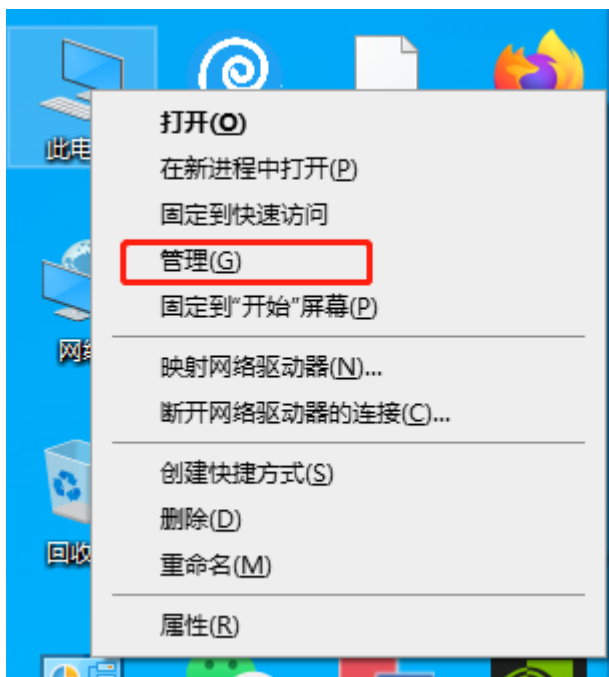 打开(O)
此电
在新进程中打开(P)
固定到快速访问
管理(G)
固定到“开始”屏幕(P)
网络
映射网络驱动器(N)...
断开网络驱动器的连接(C)...
创建快捷方式(S)
删除(D)
回收
重命名(M)
属性(R)